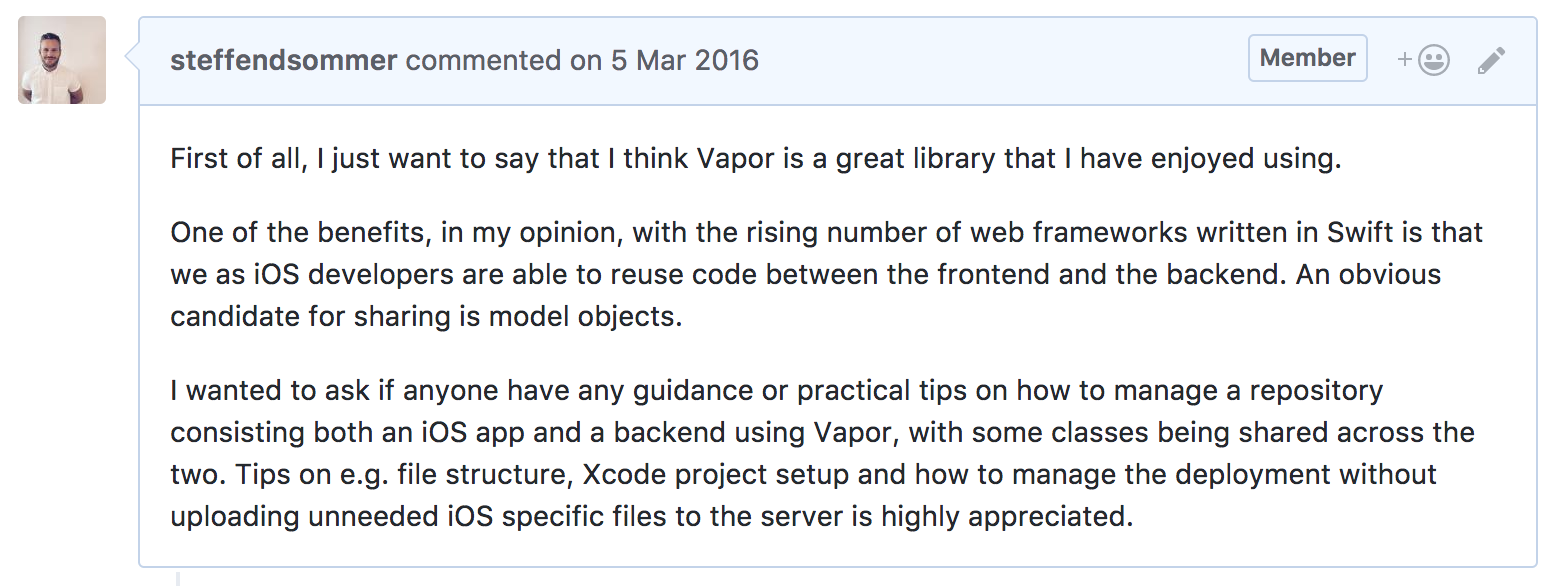 steffendsommer commented on 5 Mar 2016 Member +
First of all, I just want to say that I think Vapor is a great library that I have enjoyed using.
One of the benefits, in my opinion, with the rising number of web frameworks written in Swift is that
we as iOS developers are able to reuse code between the frontend and the backend. An obvious
candidate for sharing is model objects.
I wanted to ask if anyone have any guidance or practical tips on how to manage a repository
consisting both an iOS app and a backend using Vapor, with some classes being shared across the
two. Tips on e.g. file structure, Xcode project setup and how to manage the deployment without
uploading unneeded iOS specific files to the server is highly appreciated.